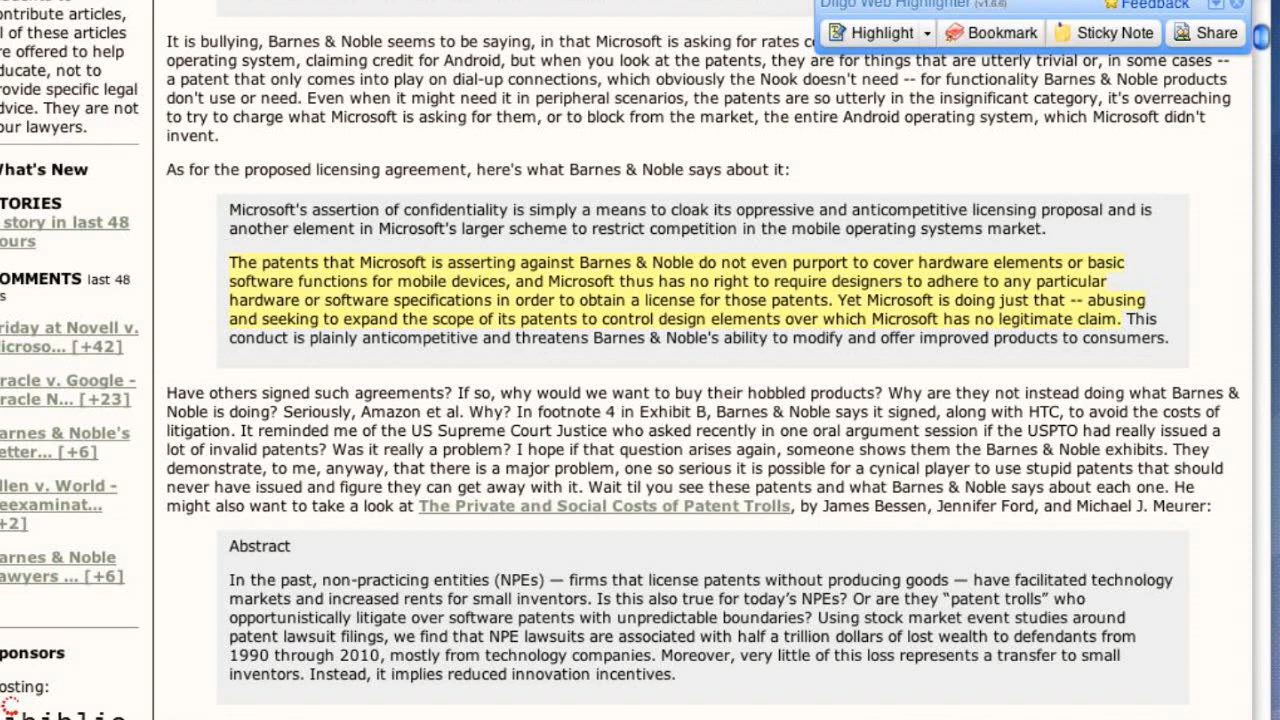 Diigo Web Highlighter (v1.6.6) Feedback
Highlight Bookmark Sticky Note Share
ontribute articles,
l of these articles
re offered to help
ducate, not to
rovide specific legal
dvice. They are not
our lawyers.
What's New
TORIES
story in last 48
ours
OMMENTS last 48
s
riday at Novell v.
icroso... [+42]
racle v. Google -
racle N... [+23]
arnes & Noble's
etter... [+6]
llen v. World -
eexaminat...
+2]
arnes & Noble
awyers ... [+6]
ponsors
osting:
ibiblio
It is bullying, Barnes & Noble seems to be saying, in that Microsoft is asking for rates
operating system, claiming credit for Android, but when you look at the patents, they are for things that are utterly trivial or, in some cases --
a patent that only comes into play on dial-up connections, which obviously the Nook doesn't need -- for functionality Barnes & Noble products
don't use or need. Even when it might need it in peripheral scenarios, the patents are so utterly in the insignificant category, it's overreaching
to try to charge what Microsoft is asking for them, or to block from the market, the entire Android operating system, which Microsoft didn't
invent.
As for the proposed licensing agreement, here's what Barnes & Noble says about it:
Microsoft's assertion of confidentiality is simply a means to cloak its oppressive and anticompetitive licensing proposal and is
another element in Microsoft's larger scheme to restrict competition in the mobile operating systems market.
The patents that Microsoft is asserting against Barnes & Noble do not even purport to cover hardware elements or basic
software functions for mobile devices, and Microsoft thus has no right to require designers to adhere to any particular
hardware or software specifications in order to obtain a license for those patents. Yet Microsoft is doing just that -- abusing
and seeking to expand the scope of its patents to control design elements over which Microsoft has no legitimate claim. This
conduct is plainly anticompetitive and threatens Barnes & Noble's ability to modify and offer improved products to consumers.
Have others signed such agreements? If so, why would we want to buy their hobbled products? Why are they not instead doing what Barnes &
Noble is doing? Seriously, Amazon et al. Why? In footnote 4 in Exhibit B, Barnes & Noble says it signed, along with HTC, to avoid the costs of
litigation. It reminded me of the US Supreme Court Justice who asked recently in one oral argument session if the USPTO had really issued a
lot of invalid patents? Was it really a problem? I hope if that question arises again, someone shows them the Barnes & Noble exhibits. They
demonstrate, to me, anyway, that there is a major problem, one so serious it is possible for a cynical player to use stupid patents that should
never have issued and figure they can get away with it. Wait til you see these patents and what Barnes & Noble says about each one. He
might also want to take a look at The Private and Social Costs of Patent Trolls, by James Bessen, Jennifer Ford, and Michael J. Meurer:
Abstract
In the past, non-practicing entities (NPEs) — firms that license patents without producing goods — have facilitated technology
markets and increased rents for small inventors. Is this also true for today’s NPEs? Or are they “patent trolls” who
opportunistically litigate over software patents with unpredictable boundaries? Using stock market event studies around
patent lawsuit filings, we find that NPE lawsuits are associated with half a trillion dollars of lost wealth to defendants from
1990 through 2010, mostly from technology companies. Moreover, very little of this loss represents a transfer to small
inventors. Instead, it implies reduced innovation incentives.